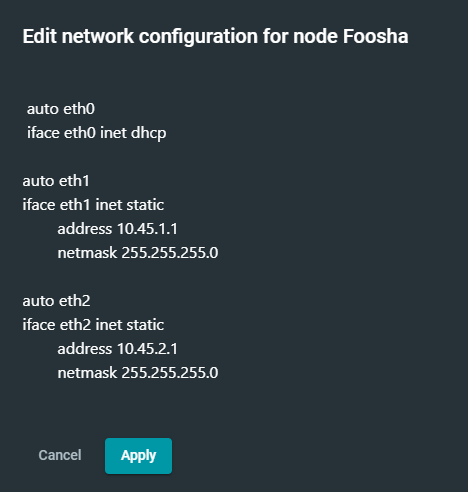 Edit network configuration for node Foosha
auto eth0
iface eth0 inet dhcp
auto eth1
iface eth1 inet static
address 10.45.1.1
netmask 255.255.255.0
auto eth2
iface eth2 inet static
address 10.45.2.1
netmask 255.255.255.0
Cancel Apply